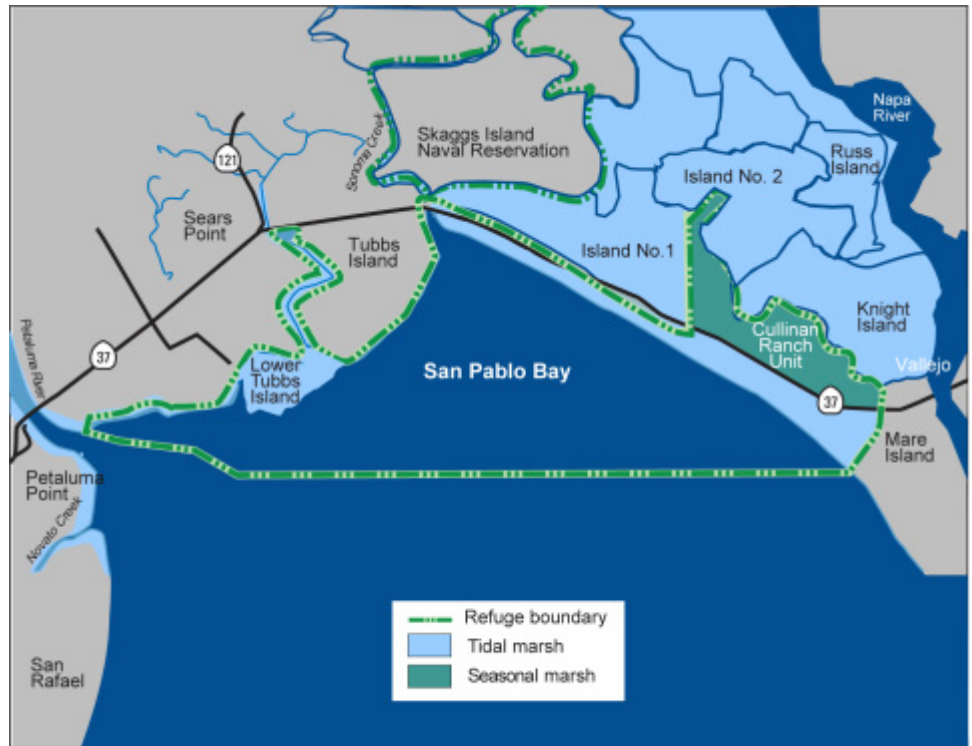 Napa
River
Skaggs Island
Naval Reservation
Sonoma Creek
Russ
Island
121
Island No. 2
Sears
Point
Tubbs
Island
Island No.1
Knight
Island
Petaluma River
37
Cullinan
Ranch
Unit
Lower
Tubbs
Island
San Pablo Bay
Vallejo
37
Mare
Island
Petaluma
Point
Novato Creek
Refuge boundary
Tidal marsh
Seasonal marsh
San
Rafael